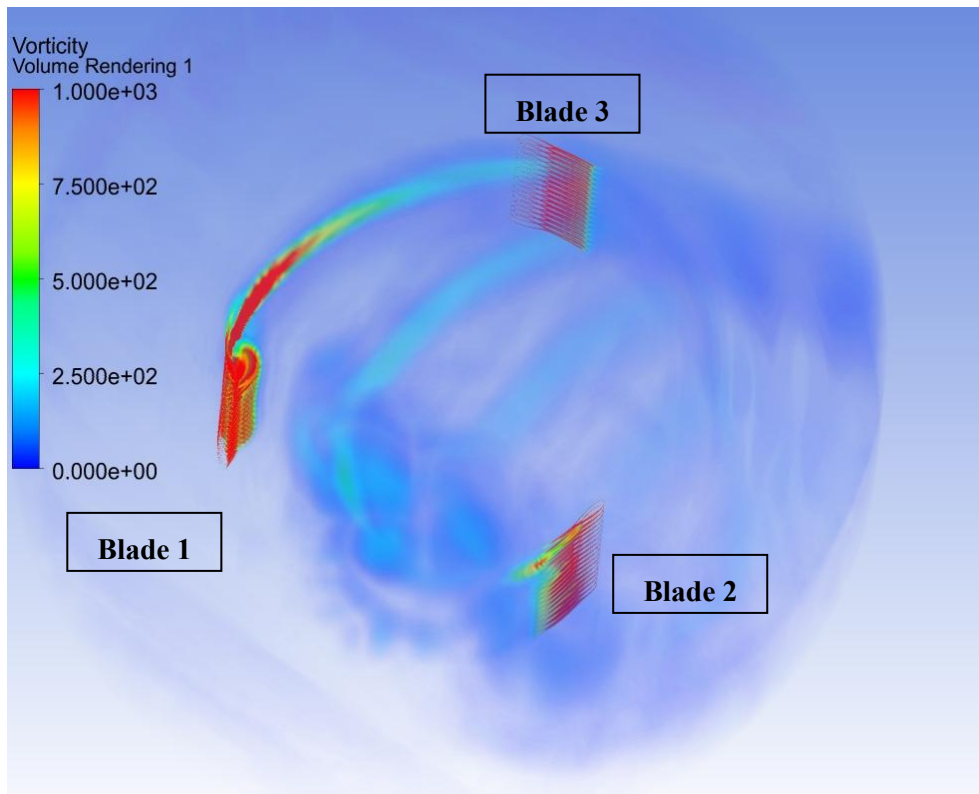 Vorticity
Volume Rendering 1
1.000e+03
7.500e+02
5.000e+02
2.500e+02
0.000e+00
Blade 3
Blade 1
Blade 2